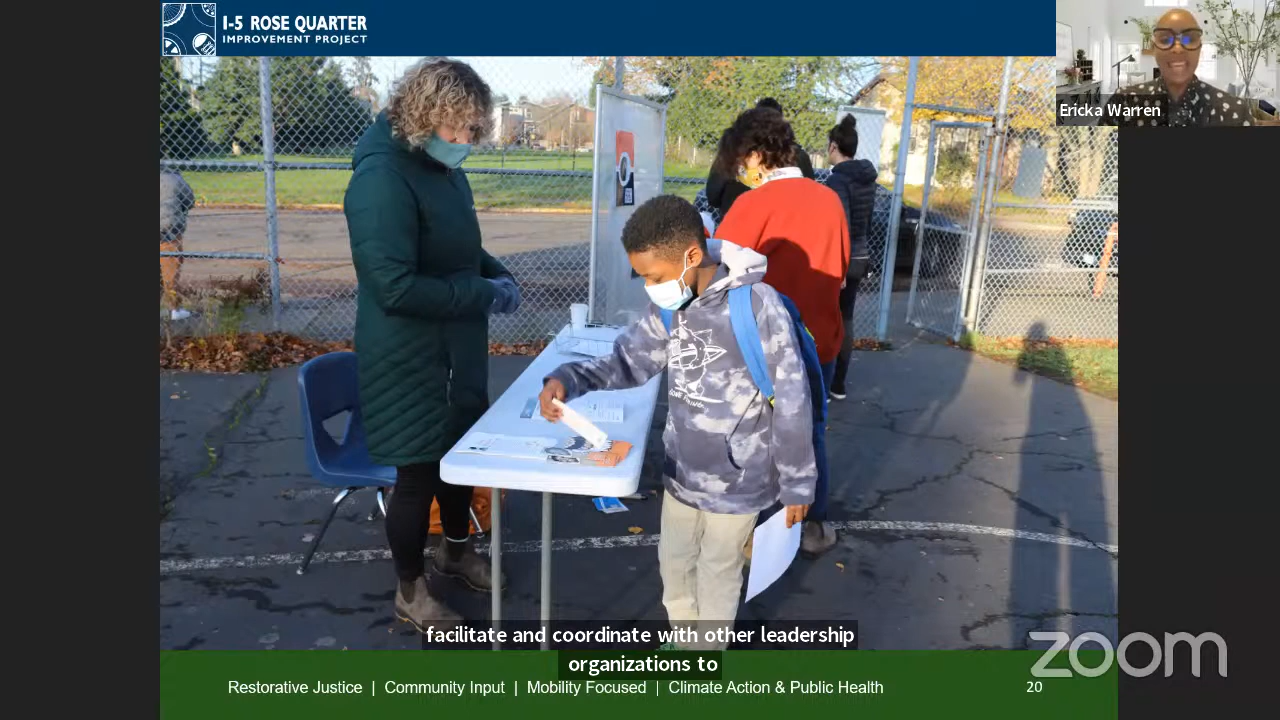 I-5 ROSE QUARTER
IMPROVEMENT PROJECT
Ericka Warren
facilitate and coordinate with other leadership
organizations to
Restorative Justice | Community Input | Mobility Focused | Climate Action & Public Health
20
zoom